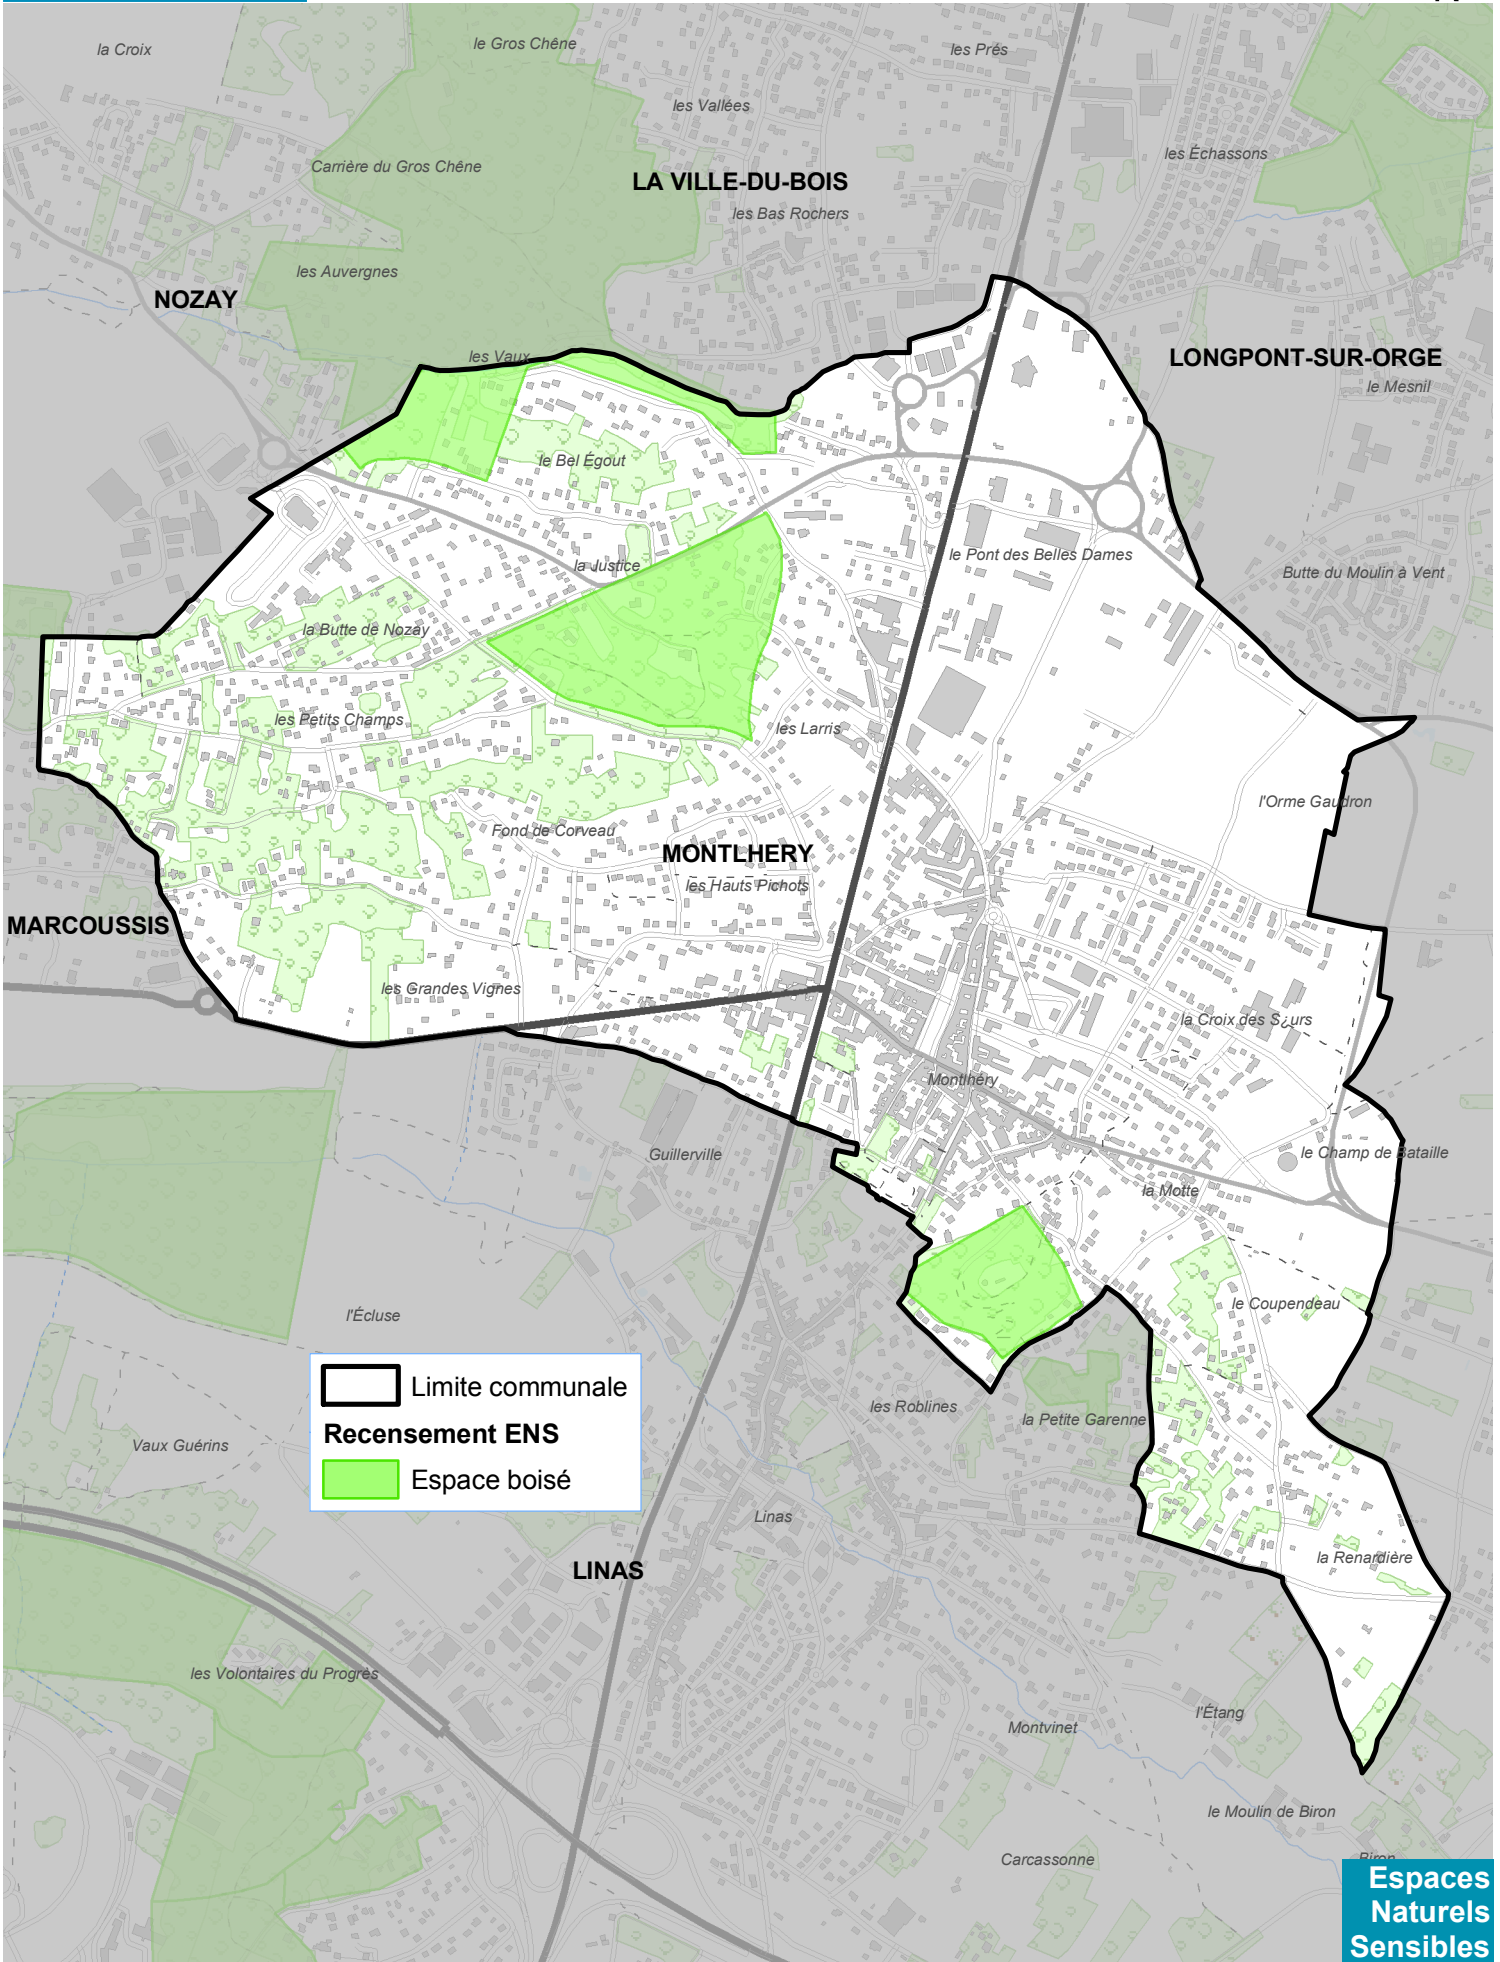 la Croix
le Gros Chêne
les Prés
les Vallées
les Échassons
Carrière du Gros Chêne
LA VILLE-DU-BOIS
les Bas Rochers
les Auvergnes
NOZAY
les Vaux
LONGPONT-SUR-ORGE
le Mesnil
le Bel Égout
le Pont des Belles Dames
la Justice
Butte du Moulin à Vent
la Butte de Nozay
les Petits Champs
les Larris
l'Orme Gaudron
Fond de Corveau
MONTLHERY
les Hauts Pichots
MARCOUSSIS
les Grandes Vignes
la Croix des S¿urs
Montlhéry
Guillerville
le Champ de Bataille
la Motte
l'Écluse
le Coupendeau
Limite communale
Recensement ENS
Espace boisé
les Roblines
la Petite Garenne
Vaux Guérins
Linas
LINAS
la Renardière
les Volontaires du Progrès
l'Étang
Montvinet
le Moulin de Biron
Carcassonne
Biron
Espaces
Naturels
Sensibles